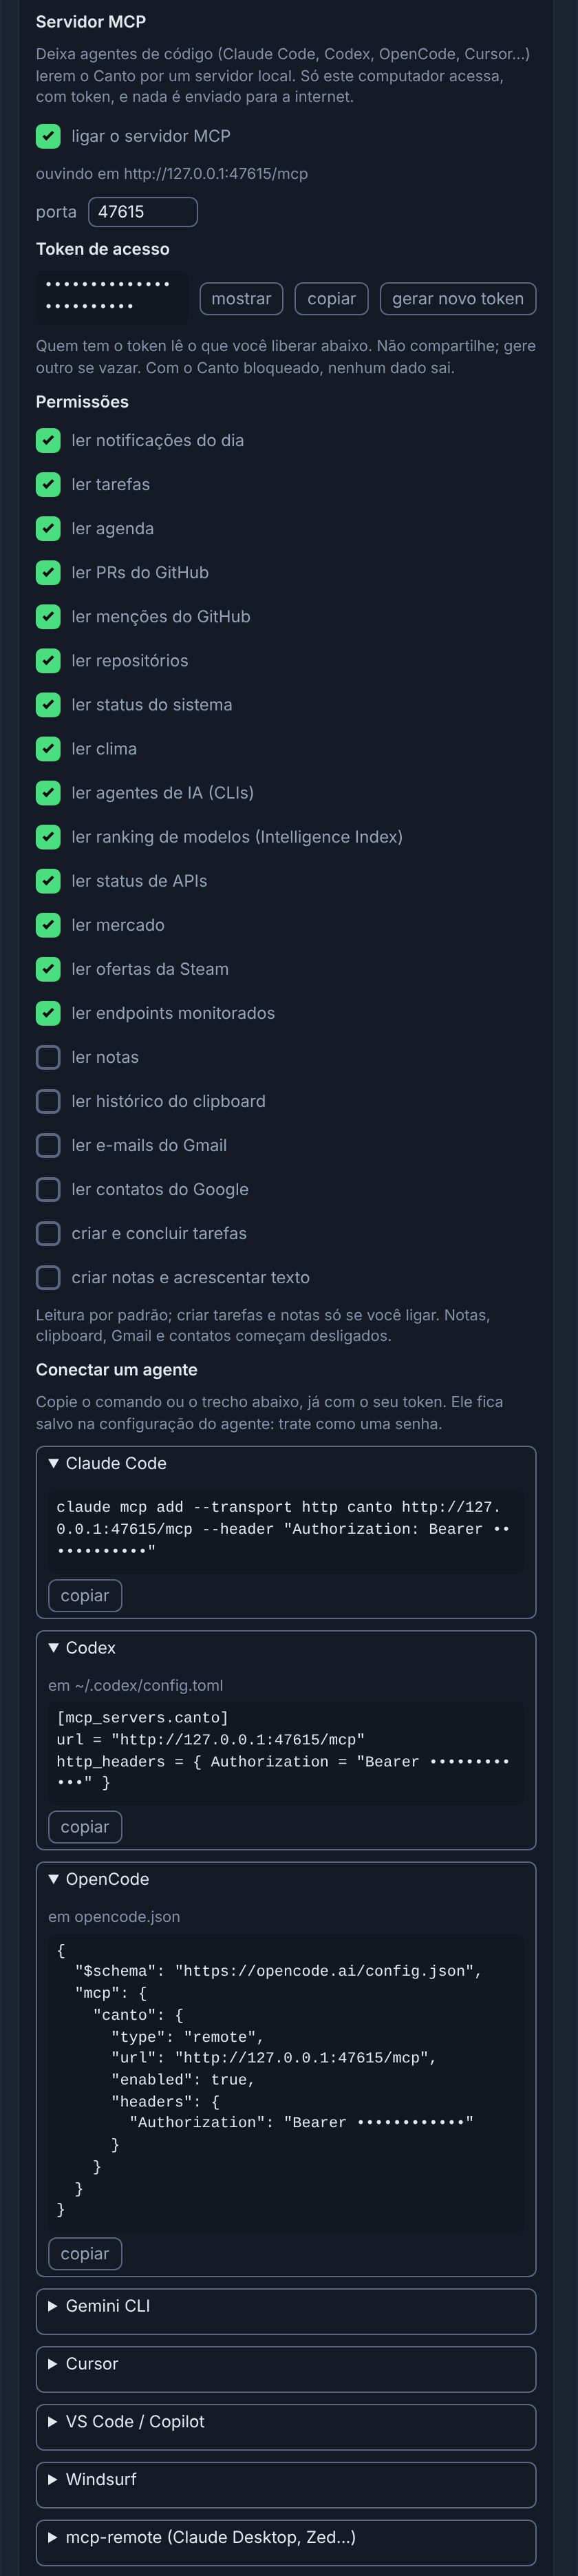 Servidor MCP
Deixa agentes de código (Claude Code, Codex, OpenCode, Cursor...)
lerem o Canto por um servidor local. Só este computador acessa,
com token, e nada é enviado para a internet.
ligar o servidor MCP
ouvindo em http://127.0.0.1:47615/mcp
porta 47615
Token de acesso
••••••••••••••
••••••••••
mostrar copiar gerar novo token
Quem tem o token lê o que você liberar abaixo. Não compartilhe; gere
outro se vazar. Com o Canto bloqueado, nenhum dado sai.
Permissões
ler notificações do dia
ler tarefas
ler agenda
ler PRs do GitHub
ler menções do GitHub
ler repositórios
ler status do sistema
ler clima
ler agentes de IA (CLIs)
ler ranking de modelos (Intelligence Index)
ler status de APIs
ler mercado
ler ofertas da Steam
ler endpoints monitorados
ler notas
ler histórico do clipboard
ler e-mails do Gmail
ler contatos do Google
criar e concluir tarefas
criar notas e acrescentar texto
Leitura por padrão; criar tarefas e notas só se você ligar. Notas,
clipboard, Gmail e contatos começam desligados.
Conectar um agente
Copie o comando ou o trecho abaixo, já com o seu token. Ele fica
salvo na configuração do agente: trate como uma senha.
▼ Claude Code
claude mcp add --transport http canto http://127.
0.0.1:47615/mcp --header "Authorization: Bearer ••
••••••••••"
copiar
▼ Codex
em ~/.codex/config.toml
[mcp_servers.canto]
url = "http://127.0.0.1:47615/mcp"
http_headers = { Authorization = "Bearer •••••••••
•••" }
copiar
▼ OpenCode
em opencode.json
{
  "$schema": "https://opencode.ai/config.json",
  "mcp": {
    "canto": {
      "type": "remote",
      "url": "http://127.0.0.1:47615/mcp",
      "enabled": true,
      "headers": {
        "Authorization": "Bearer ••••••••••••"
      }
    }
  }
}
copiar
▶ Gemini CLI
▶ Cursor
▶ VS Code / Copilot
▶ Windsurf
▶ mcp-remote (Claude Desktop, Zed...)